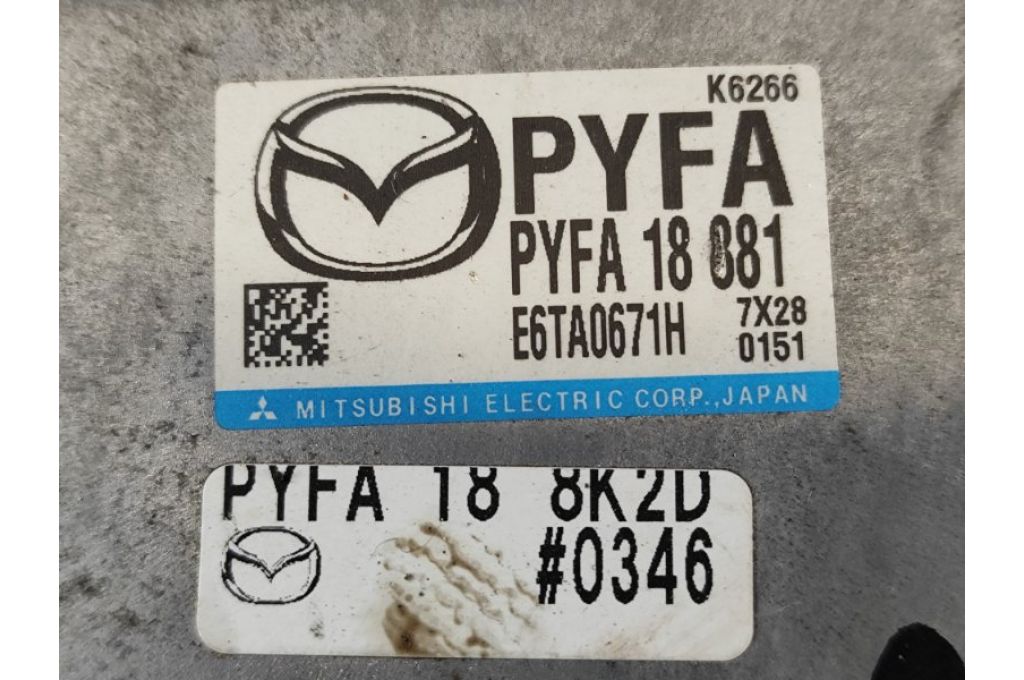 K6266
PYFA
PYFA 18 881
E6TA0671H 7X28
0151
MITSUBISHI ELECTRIC CORP.,JAPAN
PYFA 18 8K2D
#0346